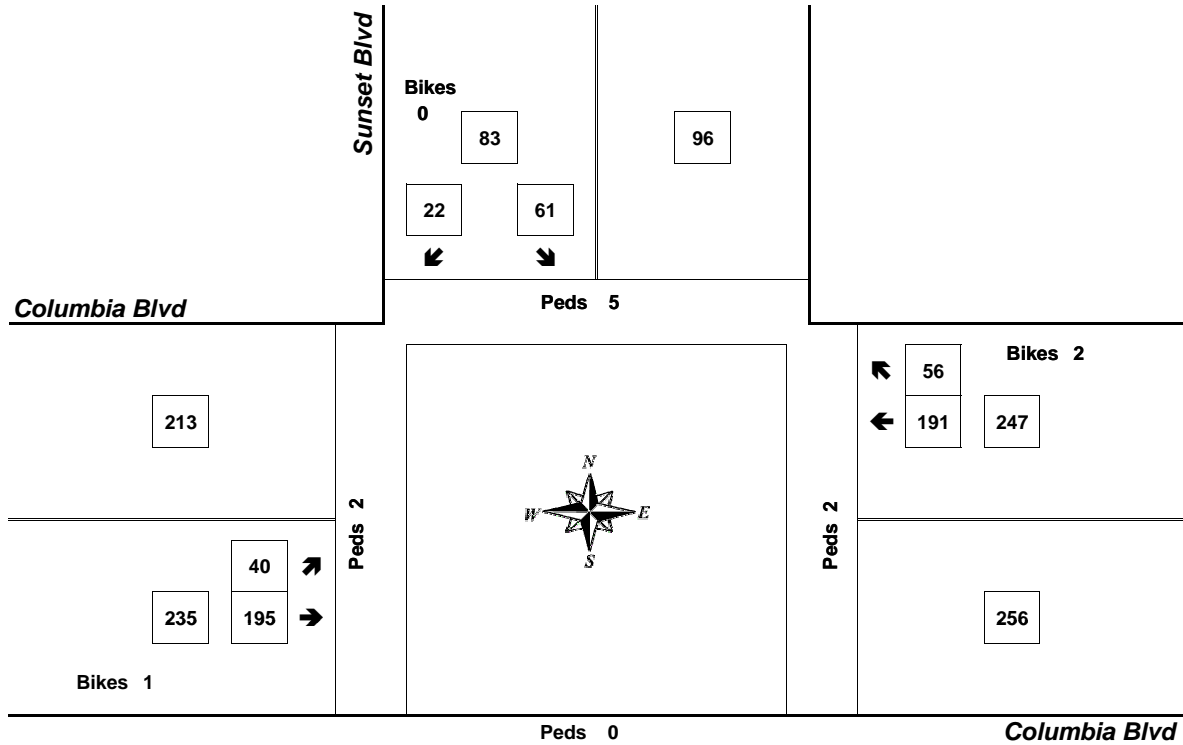 Sunset Blvd
Bikes
0
83
96
22 61
Peds 5
Columbia Blvd
Bikes 2
56
213
191 247
N
W E
S
Peds 2
Peds 2
40
235 195
256
Bikes 1
Peds 0
Columbia Blvd